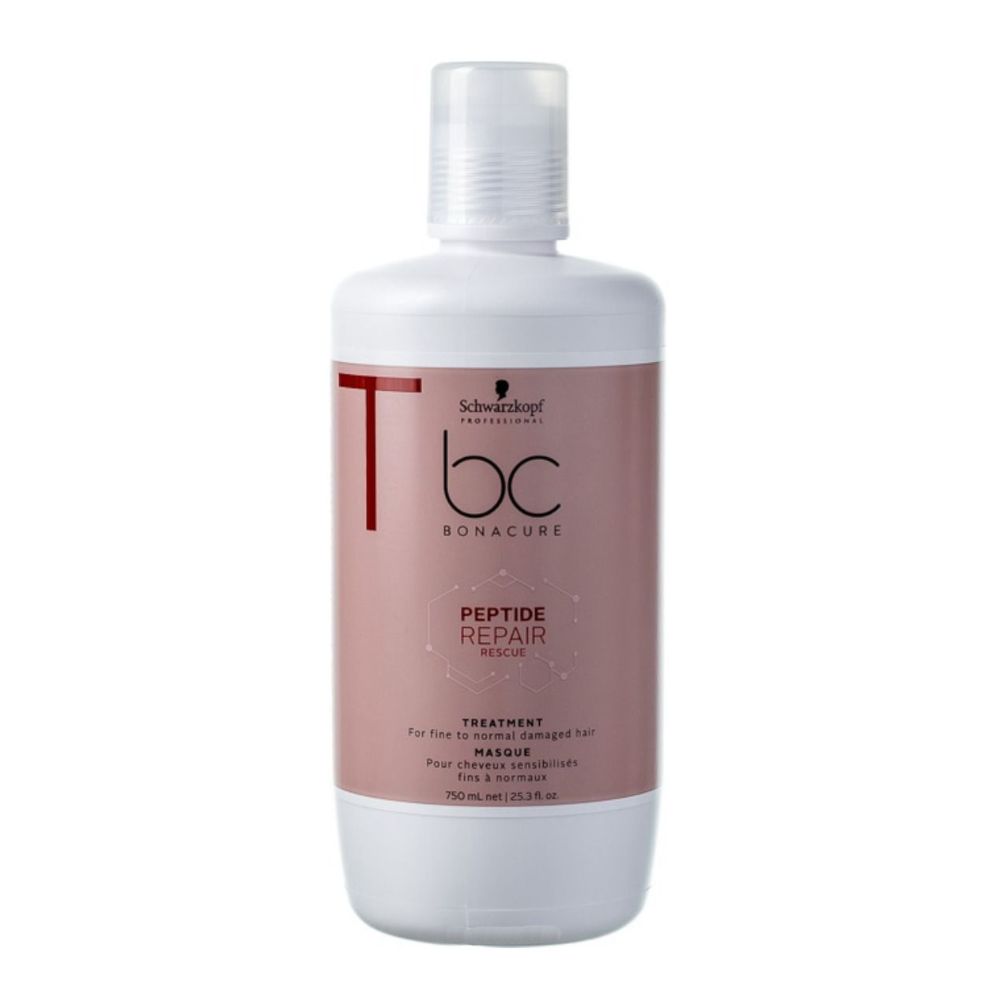 T
Schwarzkopf
PROFESSIONAL
bc
BONACURE
PEPTIDE
REPAIR
RESCUE
TREATMENT
For fine to normal damaged hair
MASQUE
Pour cheveux sensibilisés
fins à normaux
750 mL net | 25.3 fl. oz.